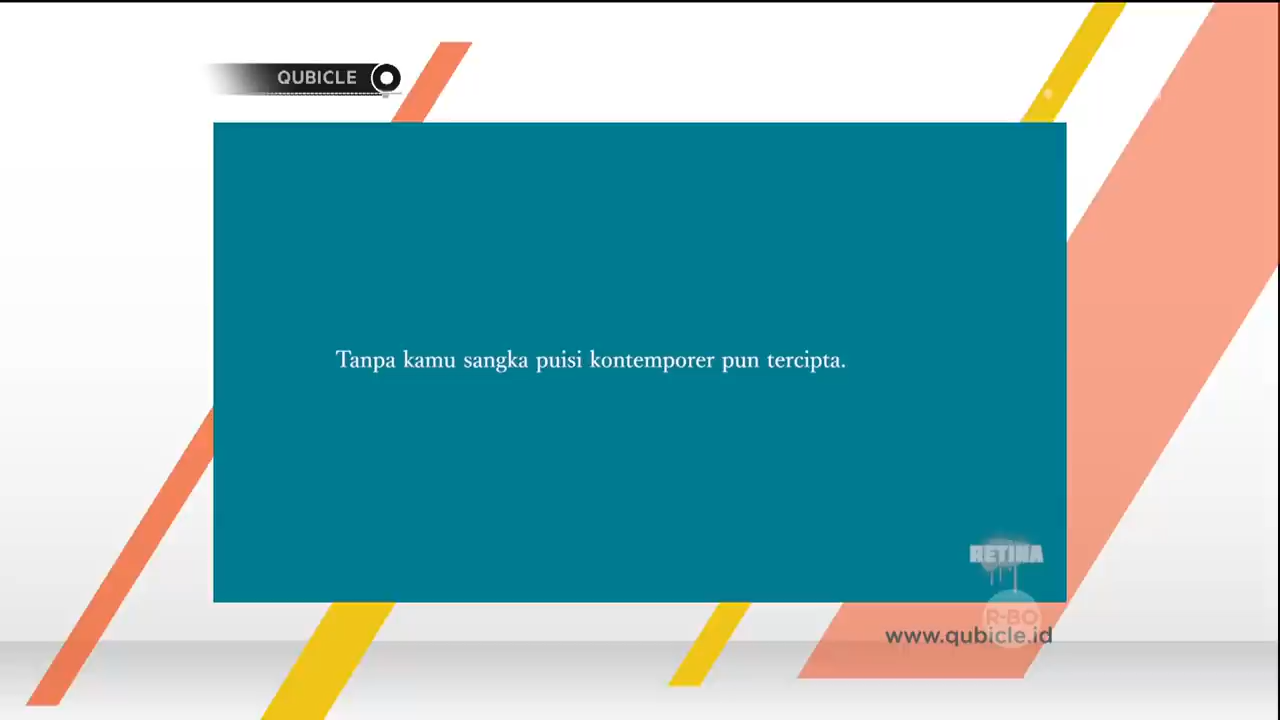 QUBICLE
Tanpa kamu sangka puisi kontemporer pun tercipta.
RETINA
R-BO
www.qubicle.id